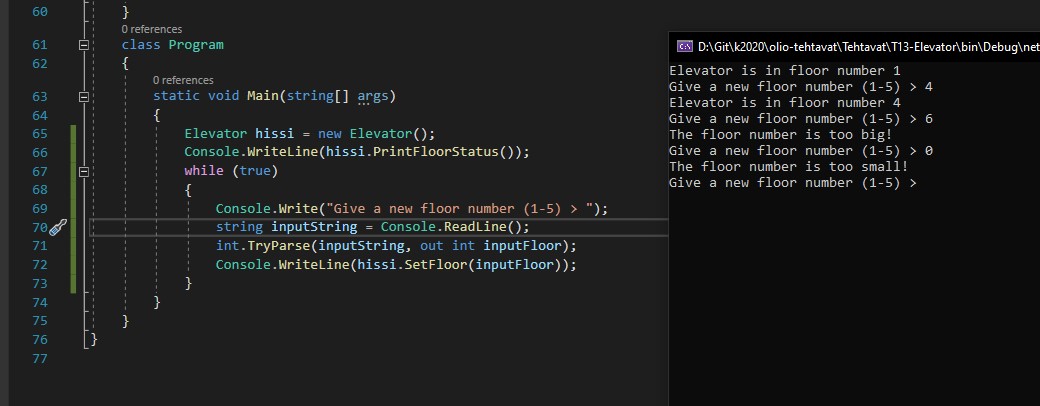 60 }
0 references
61 class Program
62 {
0 references
63 static void Main(string[] args)
64 {
65 Elevator hissi = new Elevator();
66 Console.WriteLine(hissi.PrintFloorStatus());
67 while (true)
68 {
69 Console.Write("Give a new floor number (1-5) > ");
70 string inputString = Console.ReadLine();
71 int.TryParse(inputString, out int inputFloor);
72 Console.WriteLine(hissi.SetFloor(inputFloor));
73 }
74 }
75 }
76 }
77
D:\Git\k2020\olio-tehtavat\Tehtavat\T13-Elevator\bin\Debug\net
Elevator is in floor number 1
Give a new floor number (1-5) > 4
Elevator is in floor number 4
Give a new floor number (1-5) > 6
The floor number is too big!
Give a new floor number (1-5) > 0
The floor number is too small!
Give a new floor number (1-5) >